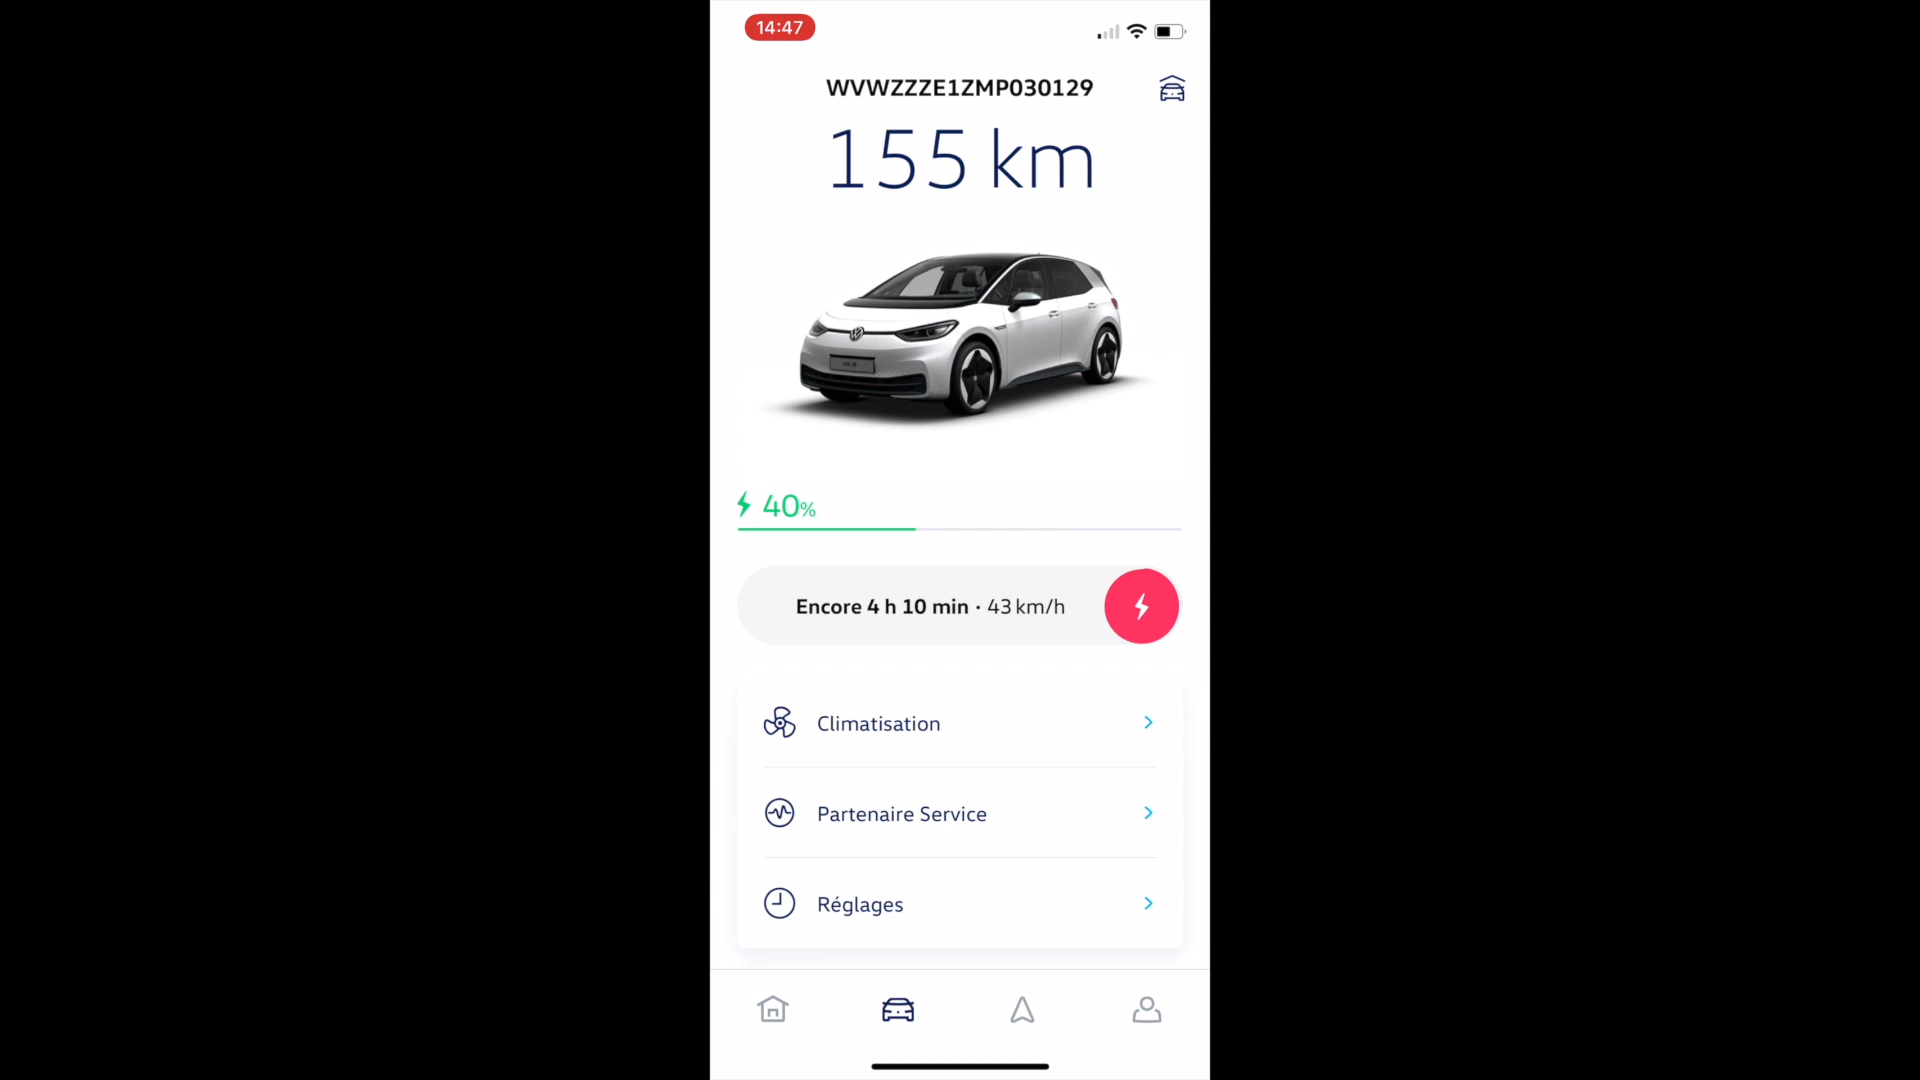 14:47
WVWZZZE1ZMP030129
155 km
40%
Encore 4 h 10 min • 43 km/h
Climatisation
Partenaire Service
Réglages